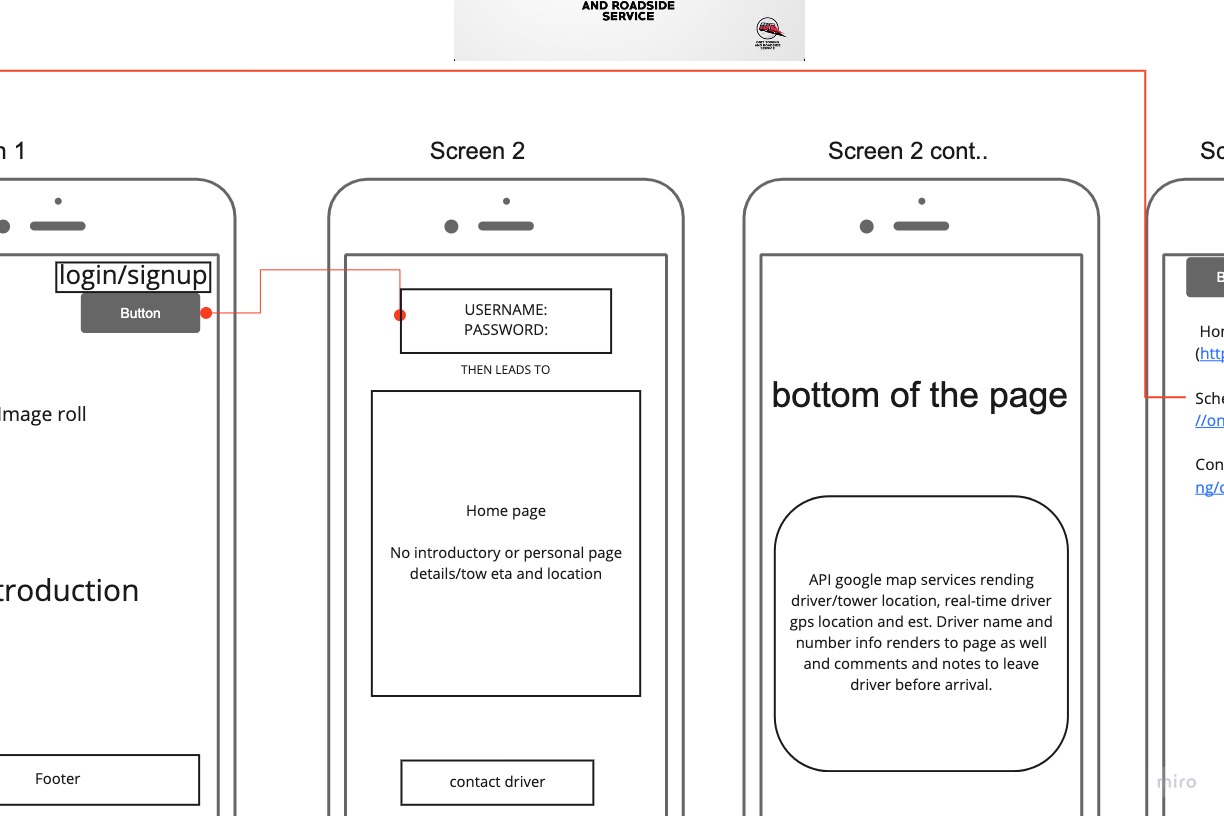 AND ROADSIDE
SERVICE
AND ROADSIDE
SERVICE
n 1
Screen 2
Screen 2 cont..
Sc
login/signup
Button
Image roll
troduction
Footer
USERNAME:
PASSWORD:
THEN LEADS TO
Home page
No introductory or personal page
details/tow eta and location
contact driver
bottom of the page
API google map services rending
driver/tower location, real-time driver
gps location and est. Driver name and
number info renders to page as well
and comments and notes to leave
driver before arrival.
B
Hon
(http
Sche
//on
Con
ng/c
miro